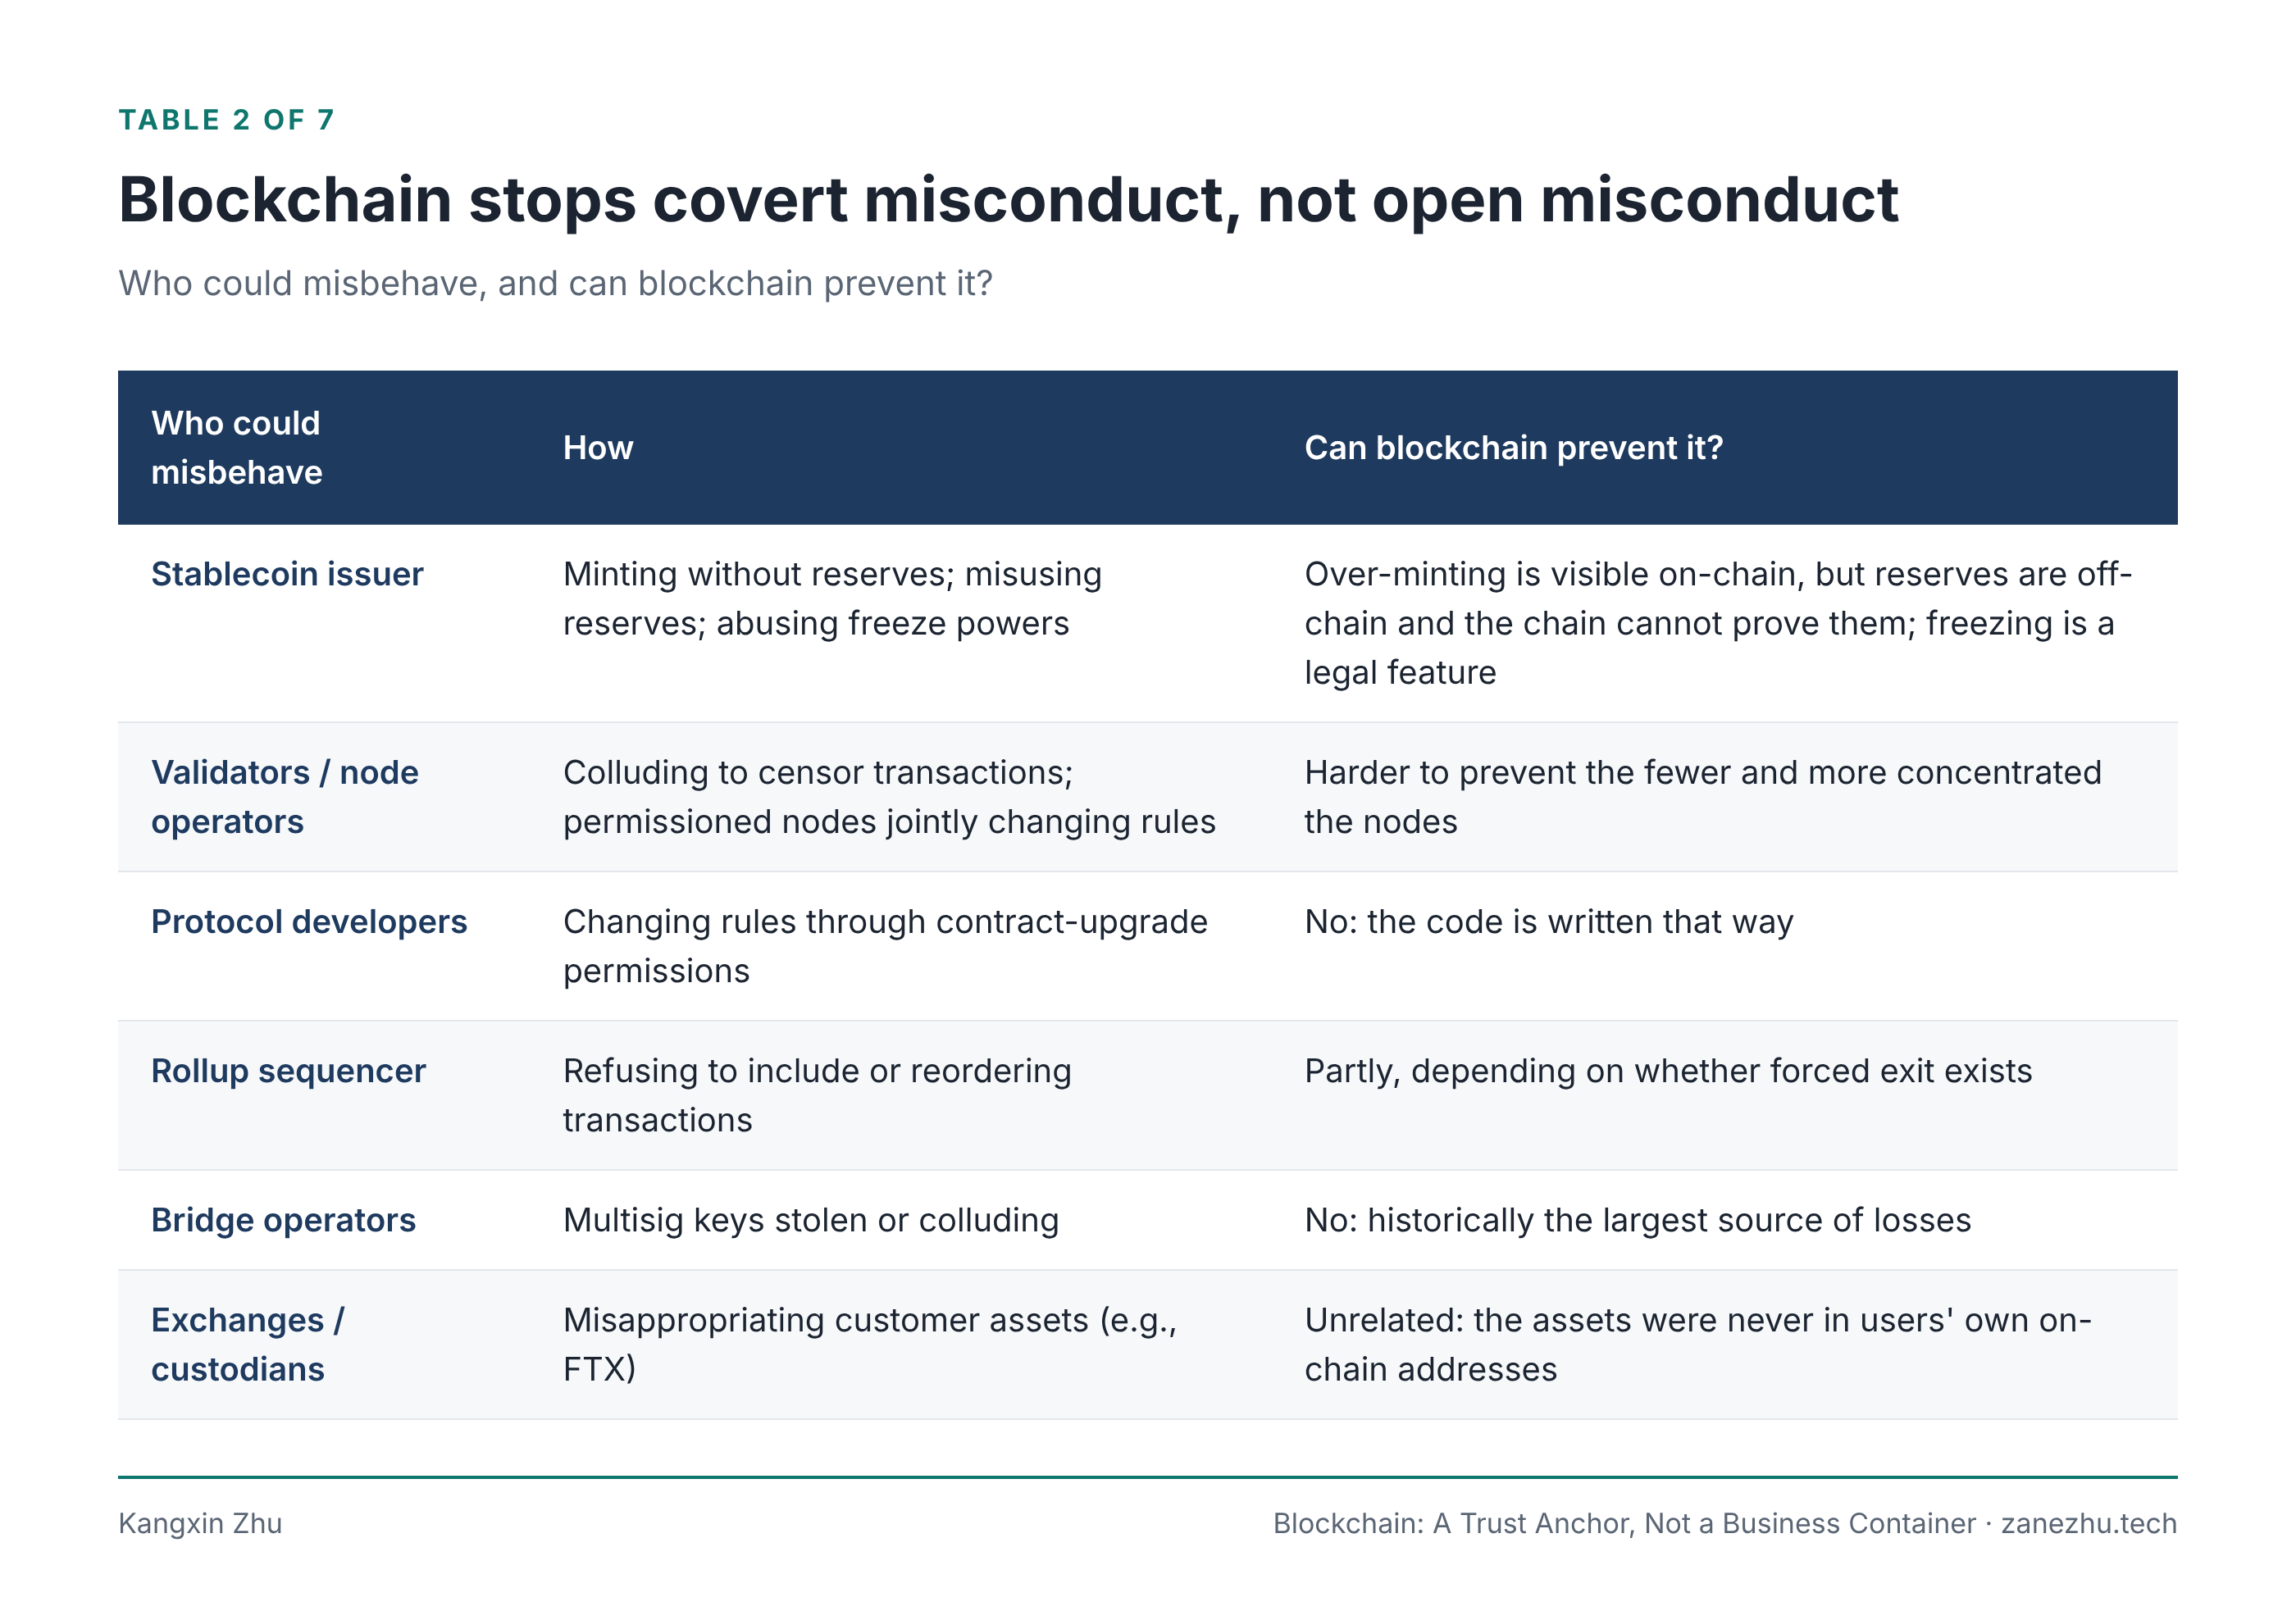 TABLE 2 OF 7
Blockchain stops covert misconduct, not open misconduct
Who could misbehave, and can blockchain prevent it?
Who could
misbehave
How
Can blockchain prevent it?
Stablecoin issuer
Minting without reserves; misusing
reserves; abusing freeze powers
Over-minting is visible on-chain, but reserves are off-
chain and the chain cannot prove them; freezing is a
legal feature
Validators / node
operators
Colluding to censor transactions;
permissioned nodes jointly changing rules
Harder to prevent the fewer and more concentrated
the nodes
Protocol developers
Changing rules through contract-upgrade
permissions
No: the code is written that way
Rollup sequencer
Refusing to include or reordering
transactions
Partly, depending on whether forced exit exists
Bridge operators
Multisig keys stolen or colluding
No: historically the largest source of losses
Exchanges /
custodians
Misappropriating customer assets (e.g.,
FTX)
Unrelated: the assets were never in users' own on-
chain addresses
Kangxin Zhu
Blockchain: A Trust Anchor, Not a Business Container · zanezhu.tech